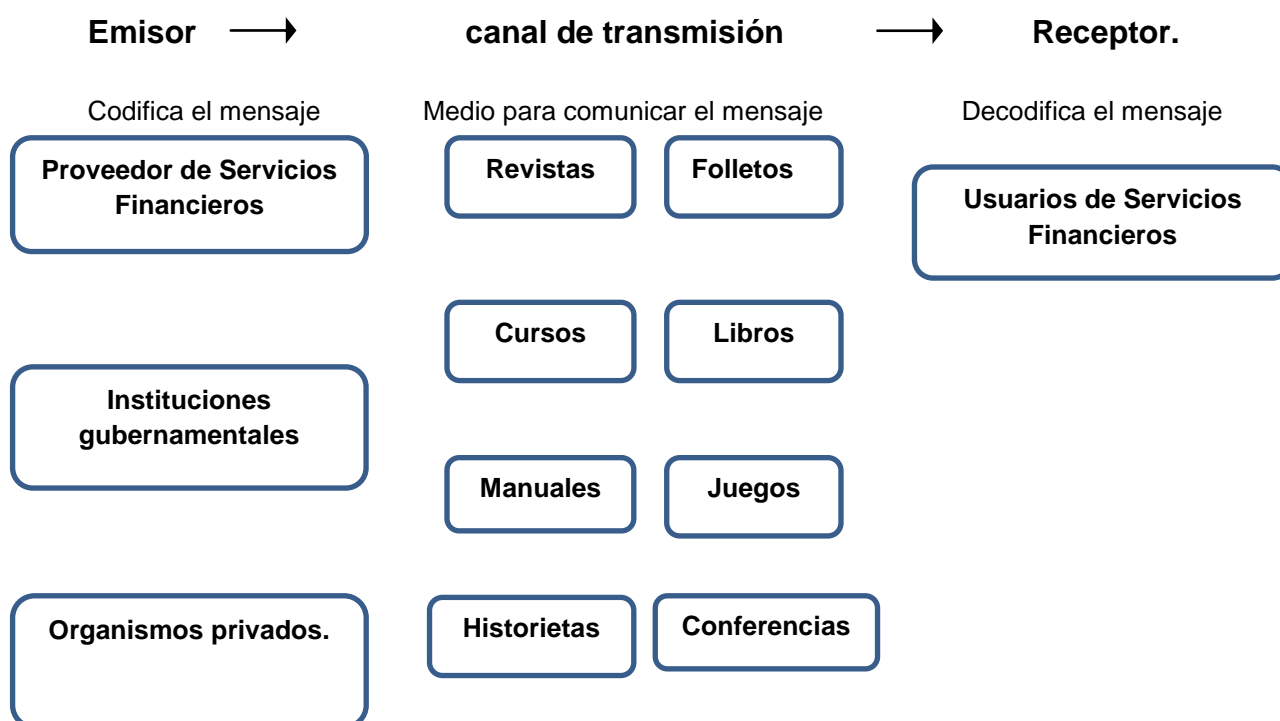 Emisor canal de transmisión Receptor.
Codifica el mensaje Medio para comunicar el mensaje Decodifica el mensaje
Proveedor de Servicios
Financieros
Revistas
Folletos
Usuarios de Servicios
Financieros
Cursos
Libros
Instituciones
gubernamentales
Manuales
Juegos
Organismos privados.
Historietas
Conferencias